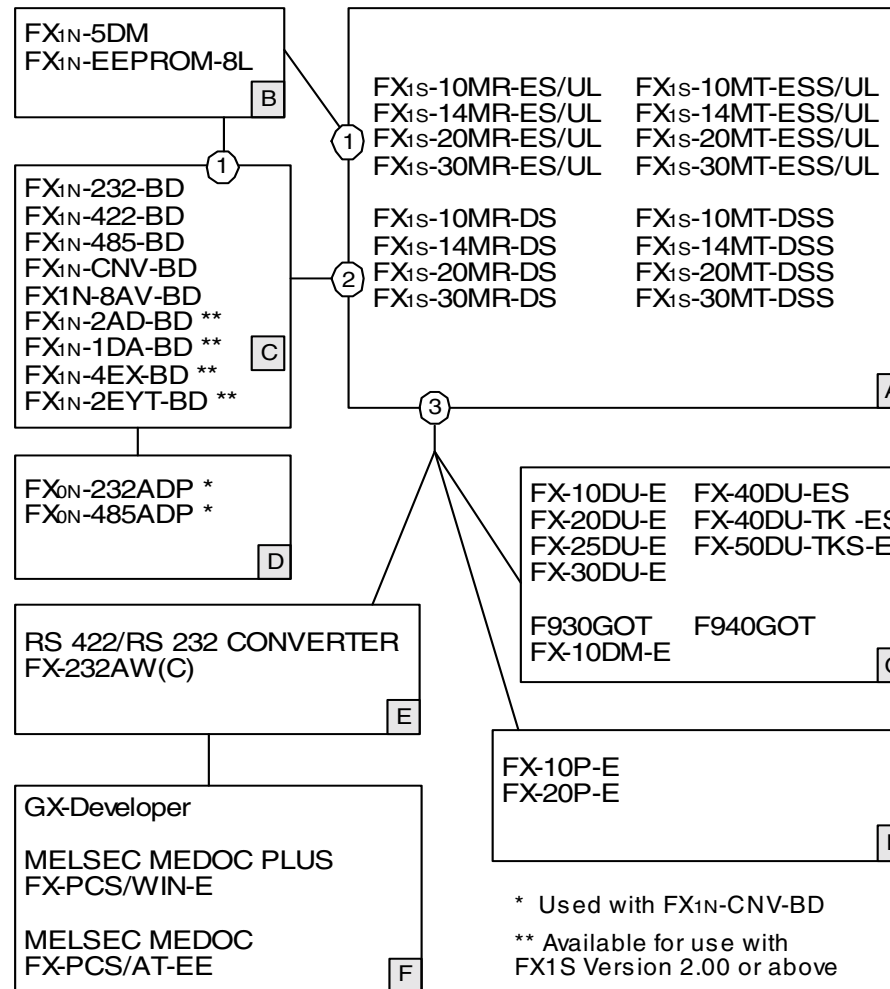 FX1N-5DM
FX1N-EEPROM-8L
B
1
FX1N-232-BD
FX1N-422-BD
FX1N-485-BD
FX1N-CNV-BD
FX1N-8AV-BD
FX1N-2AD-BD **
FX1N-1DA-BD **
FX1N-4EX-BD **
FX1N-2EYT-BD **
C
FX0N-232ADP *
FX0N-485ADP *
D
1
2
FX1S-10MR-ES/UL FX1S-10MT-ESS/UL
FX1S-14MR-ES/UL FX1S-14MT-ESS/UL
FX1S-20MR-ES/UL FX1S-20MT-ESS/UL
FX1S-30MR-ES/UL FX1S-30MT-ESS/UL
FX1S-10MR-DS FX1S-10MT-DSS
FX1S-14MR-DS FX1S-14MT-DSS
FX1S-20MR-DS FX1S-20MT-DSS
FX1S-30MR-DS FX1S-30MT-DSS
A
3
RS 422/RS 232 CONVERTER
FX-232AW(C)
E
GX-Developer
MELSEC MEDOC PLUS
FX-PCS/WIN-E
MELSEC MEDOC
FX-PCS/AT-EE
F
FX-10DU-E FX-40DU-ES
FX-20DU-E FX-40DU-TK -ES
FX-25DU-E FX-50DU-TKS-E
FX-30DU-E
F930GOT F940GOT
FX-10DM-E
FX-10P-E
FX-20P-E
* Used with FX1N-CNV-BD
** Available for use with
FX1S Version 2.00 or above